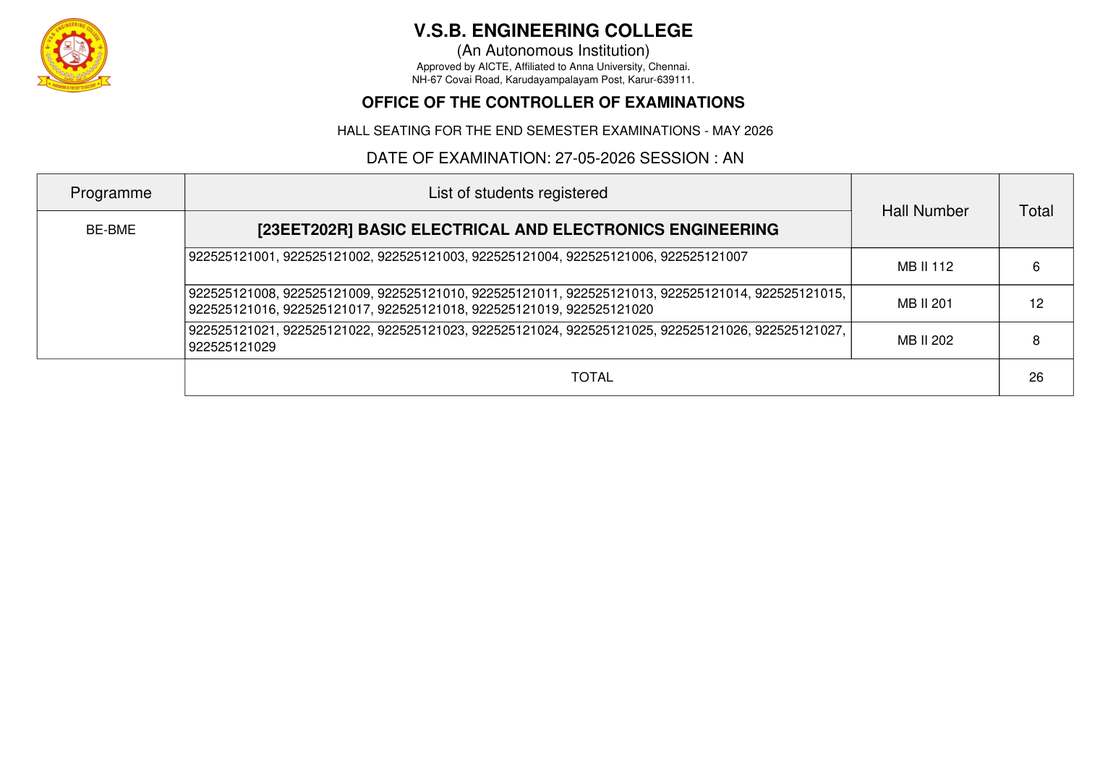 V.S.B. ENGINEERING COLLEGE
(An Autonomous Institution)
Approved by AICTE, Affiliated to Anna University, Chennai.
NH-67 Covai Road, Karudayampalayam Post, Karur-639111.
OFFICE OF THE CONTROLLER OF EXAMINATIONS
HALL SEATING FOR THE END SEMESTER EXAMINATIONS - MAY 2026
DATE OF EXAMINATION: 27-05-2026 SESSION : AN
Programme
List of students registered
Hall Number
Total
BE-BME
[23EET202R] BASIC ELECTRICAL AND ELECTRONICS ENGINEERING
922525121001, 922525121002, 922525121003, 922525121004, 922525121006, 922525121007
MB II 112
6
922525121008, 922525121009, 922525121010, 922525121011, 922525121013, 922525121014, 922525121015,
922525121016, 922525121017, 922525121018, 922525121019, 922525121020
MB II 201
12
922525121021, 922525121022, 922525121023, 922525121024, 922525121025, 922525121026, 922525121027,
922525121029
MB II 202
8
TOTAL
26